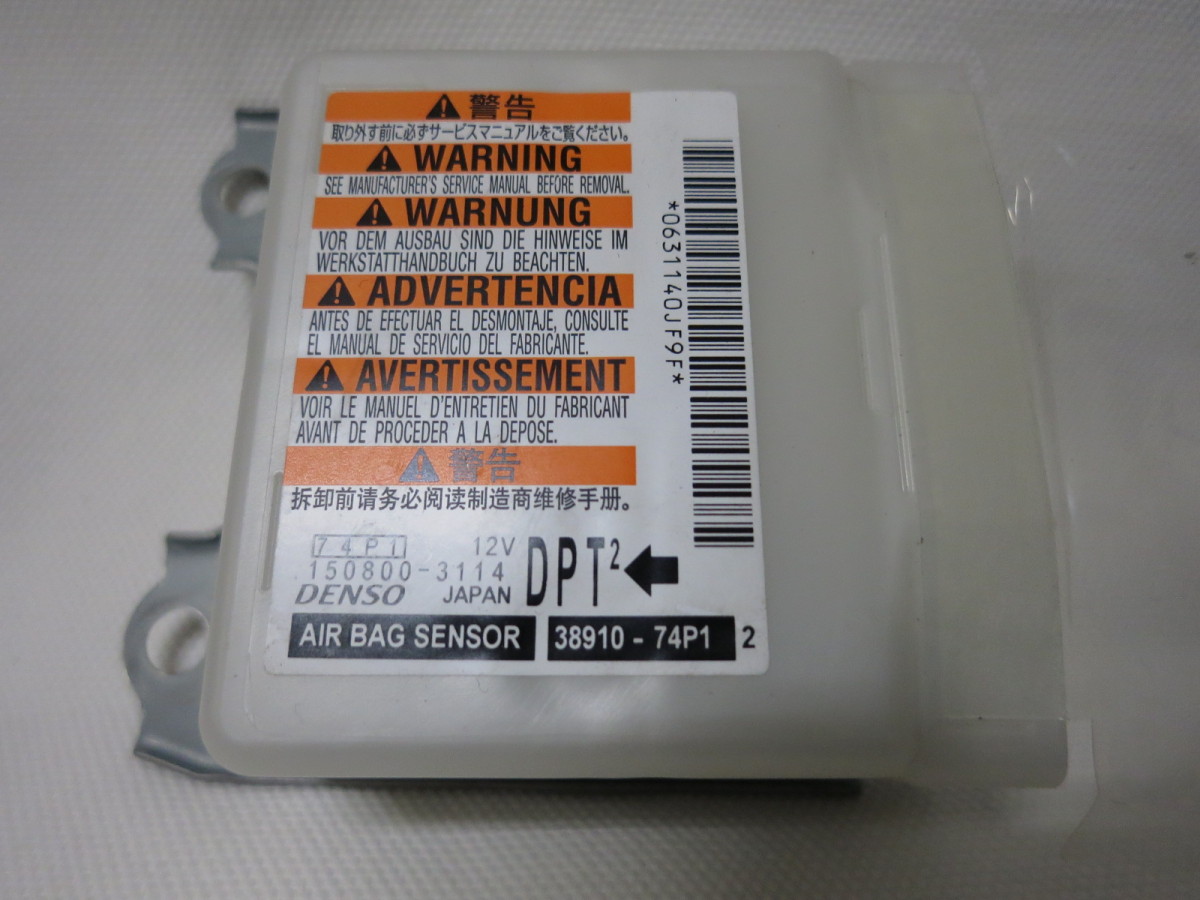 ⚠警告
取り外す前に必ずサービスマニュアルをご覧ください。
⚠ WARNING
SEE MANUFACTURER'S SERVICE MANUAL BEFORE REMOVAL.
⚠ WARNUNG
VOR DEM AUSBAU SIND DIE HINWEISE IM
WERKSTATTHANDBUCH ZU BEACHTEN.
⚠ ADVERTENCIA
ANTES DE EFECTUAR EL DESMONTAJE, CONSULTE
EL MANUAL DE SERVICIO DEL FABRICANTE.
⚠ AVERTISSEMENT
VOIR LE MANUEL D'ENTRETIEN DU FABRICANT
AVANT DE PROCEDER A LA DEPOSE.
⚠ 警告
拆卸前请务必阅读制造商维修手册。
74P1 12V
150800-3114
DENSO JAPAN
DPT²
AIR BAG SENSOR 38910 - 74P1 2
*0631140JF9F*